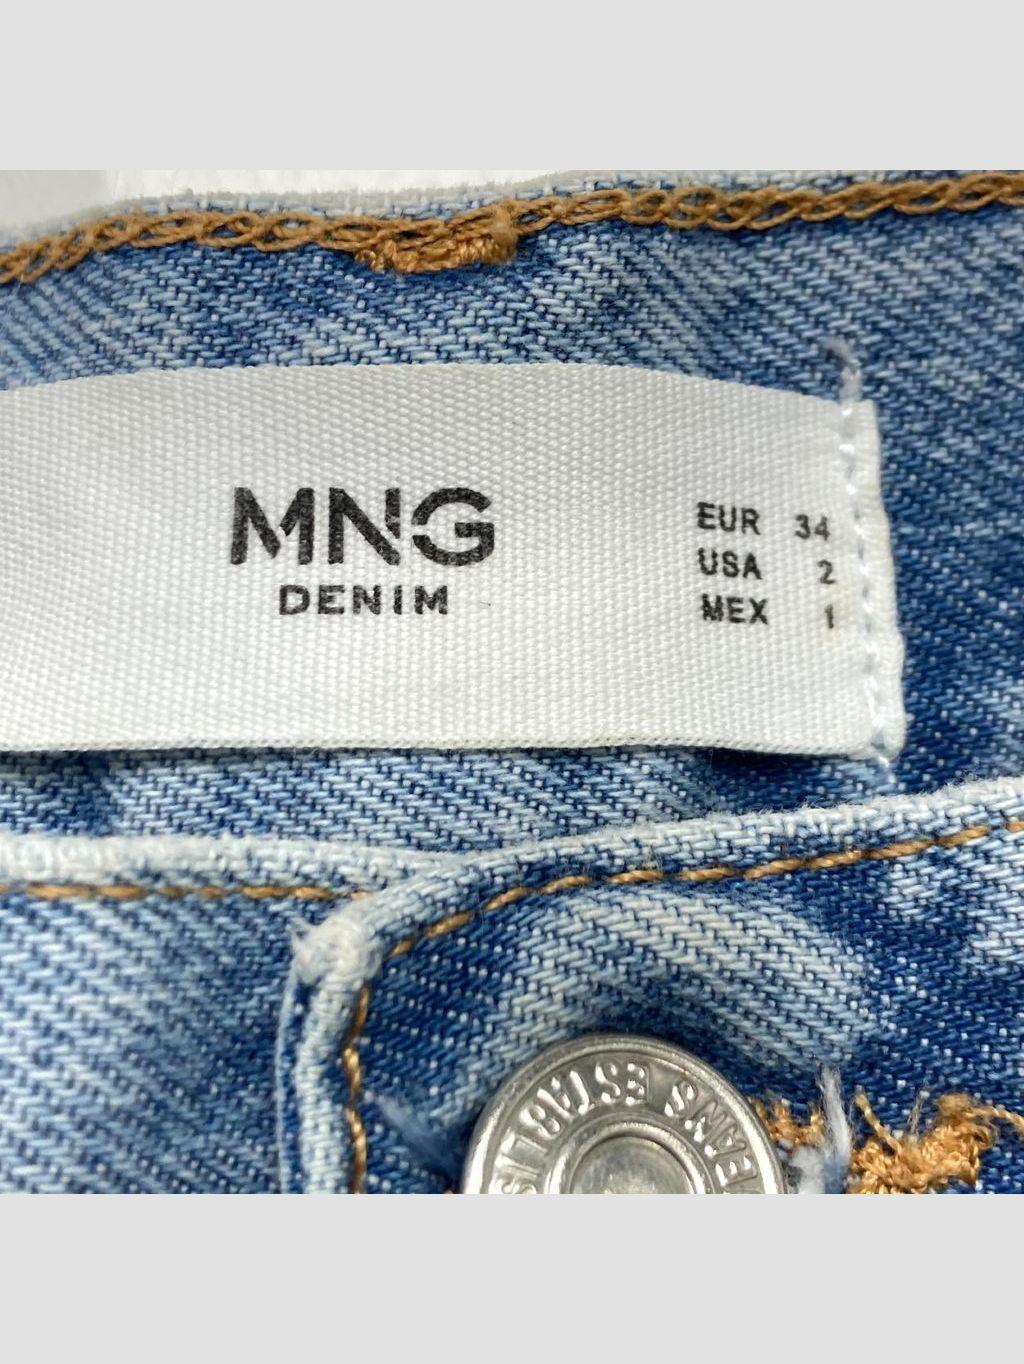 MNG
DENIM
EUR 34
USA 2
MEX 1